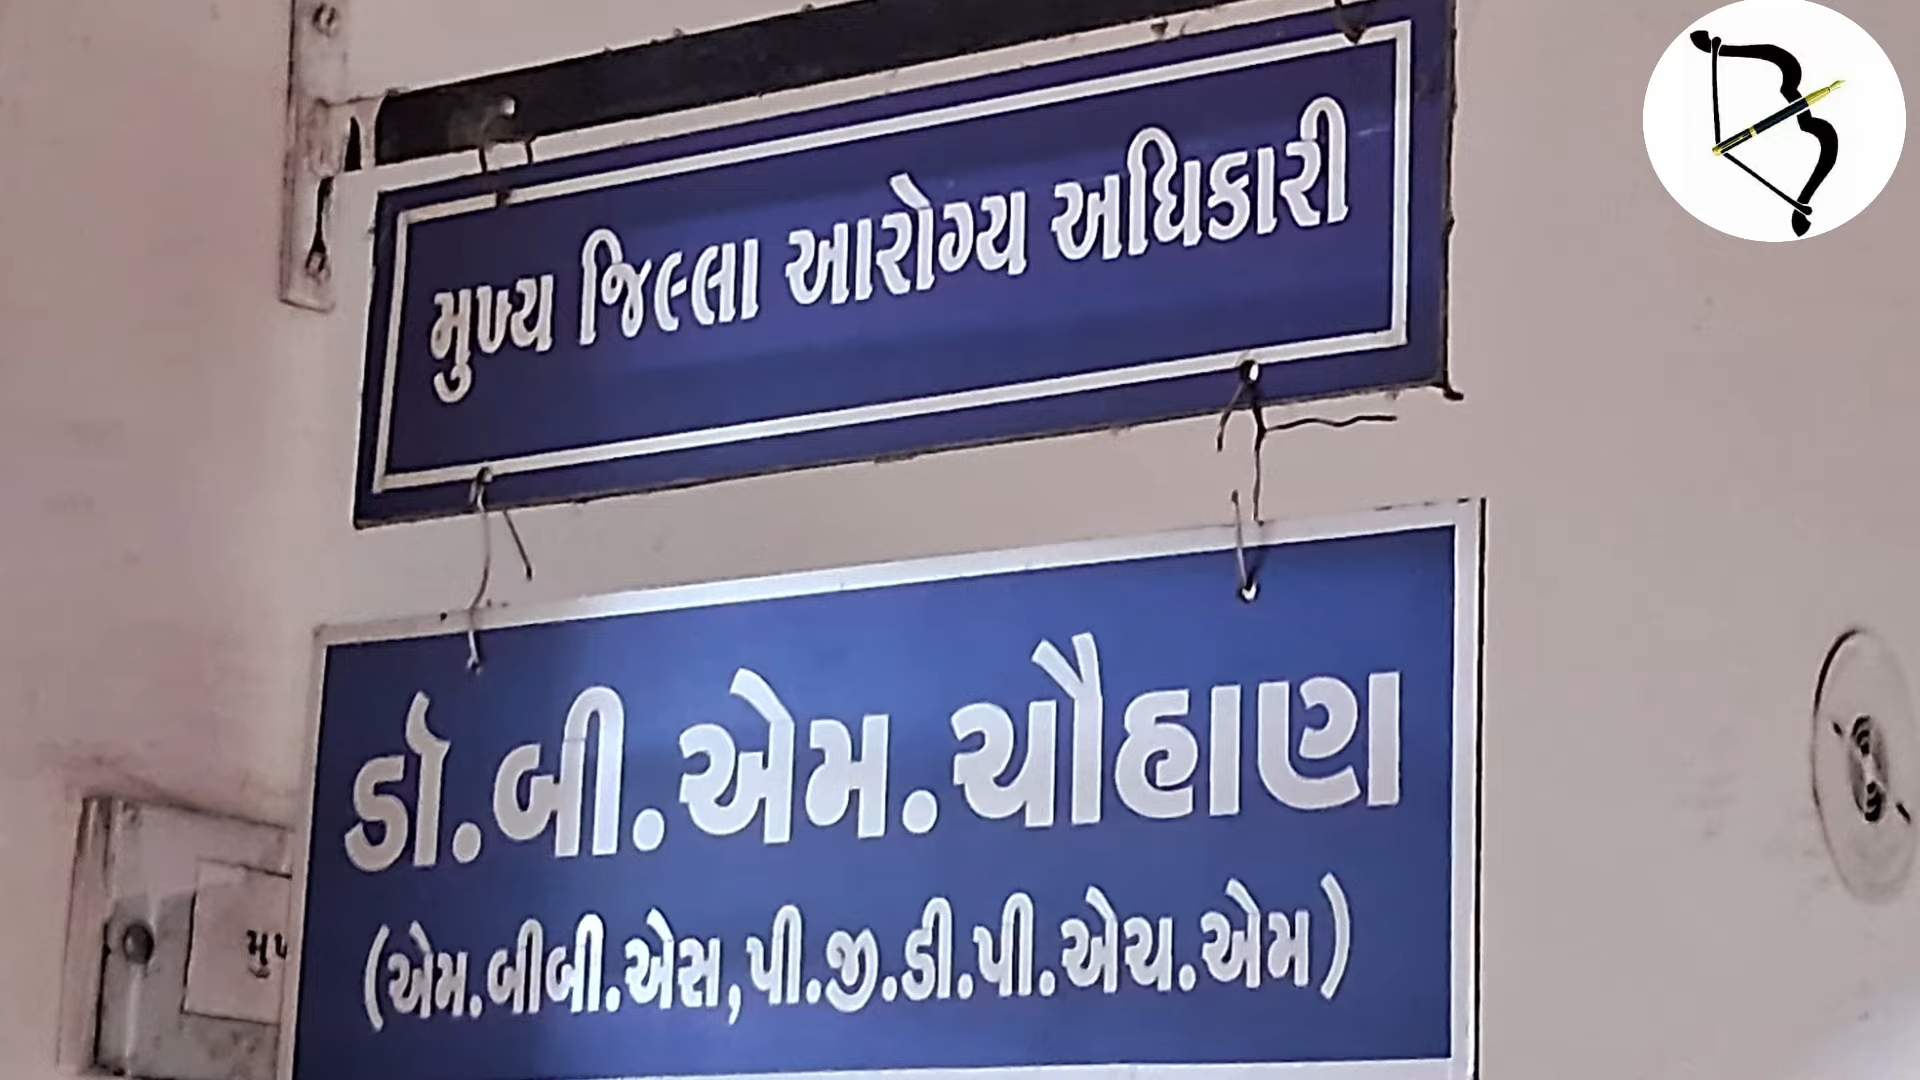 મુખ્ય જિલ્લા આરોગ્ય અધિકારી
ડૉ.બી.એમ.ચૌહાણ
(એમ.બીબી.એસ,પી.જી.ડી.પી.એચ.એમ)